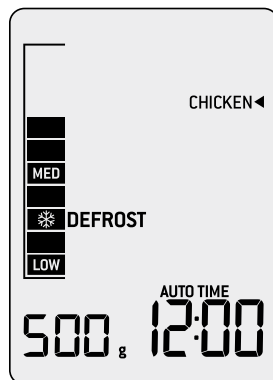 CHICKEN◄
MED
DEFROST
LOW
AUTO TIME
500 g 12:00